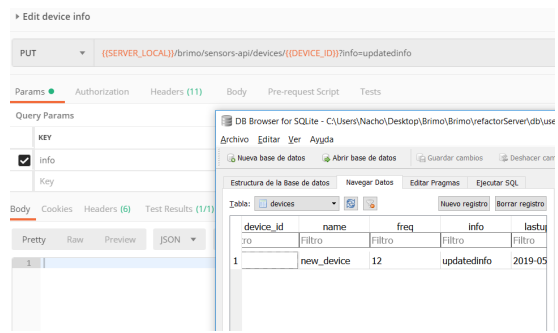 Edit device info
PUT {{SERVER_LOCAL}}/brimo/sensors-api/devices/{{DEVICE_ID}}?info=updatedinfo
Params Authorization Headers (11) Body Pre-request Script Tests
Query Params
KEY
info
Key
Body Cookies Headers (6) Test Results (1/1)
Pretty Raw Preview JSON
1
DB Browser for SQLite - C:\Users\Nacho\Desktop\Brimo\Brimo\refactorServer\db\use
Archivo Editar Ver Ayuda
Nueva base de datos Abrir base de datos Guardar cambios Deshacer cam
Estructura de la Base de datos Navegar Datos Editar Pragmas Ejecutar SQL
Tabla: devices Nuevo registro Borrar registro
device_id name freq info lastup
ro Filtro Filtro Filtro Filtro
1 new_device 12 updatedinfo 2019-05